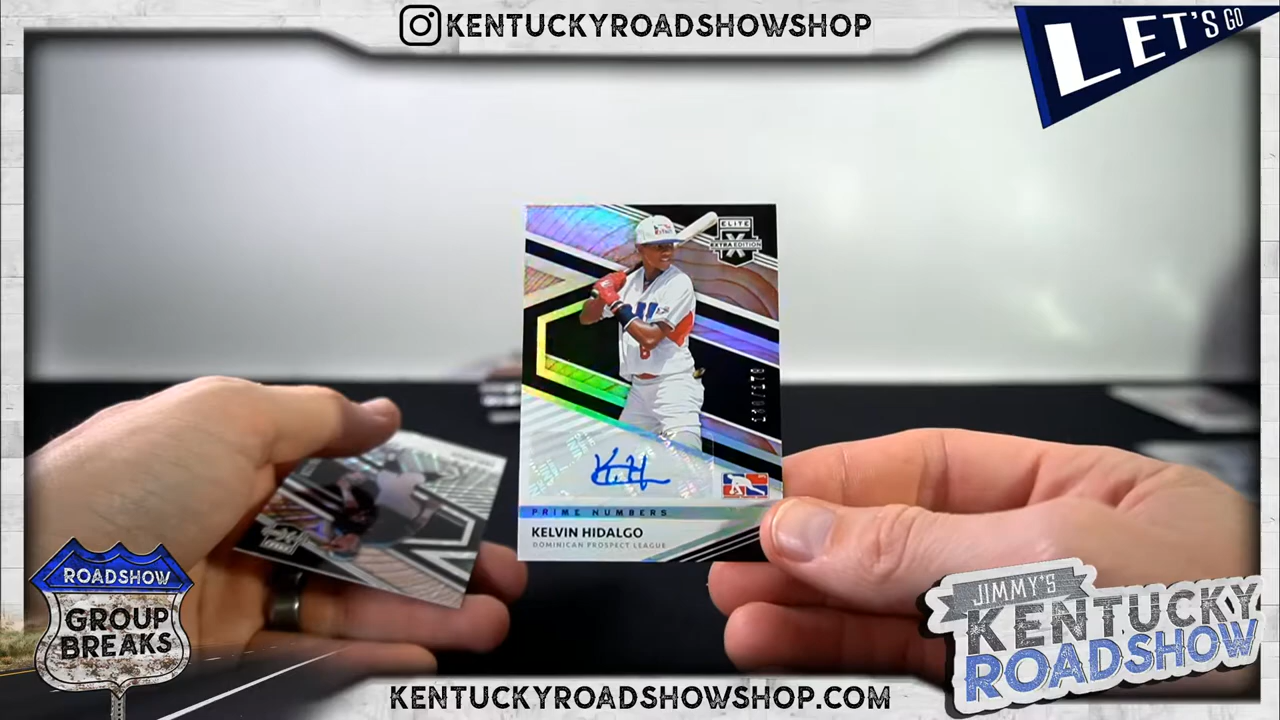 KENTUCKYROADSHOWSHOP
LET'S GO
ELITE
X
EXTRA EDITION
8
PRIME NUMBERS
KELVIN HIDALGO
DOMINICAN PROSPECT LEAGUE
ROADSHOW
GROUP
BREAKS
JIMMY'S
KENTUCKY
ROADSHOW
KENTUCKYROADSHOWSHOP.COM